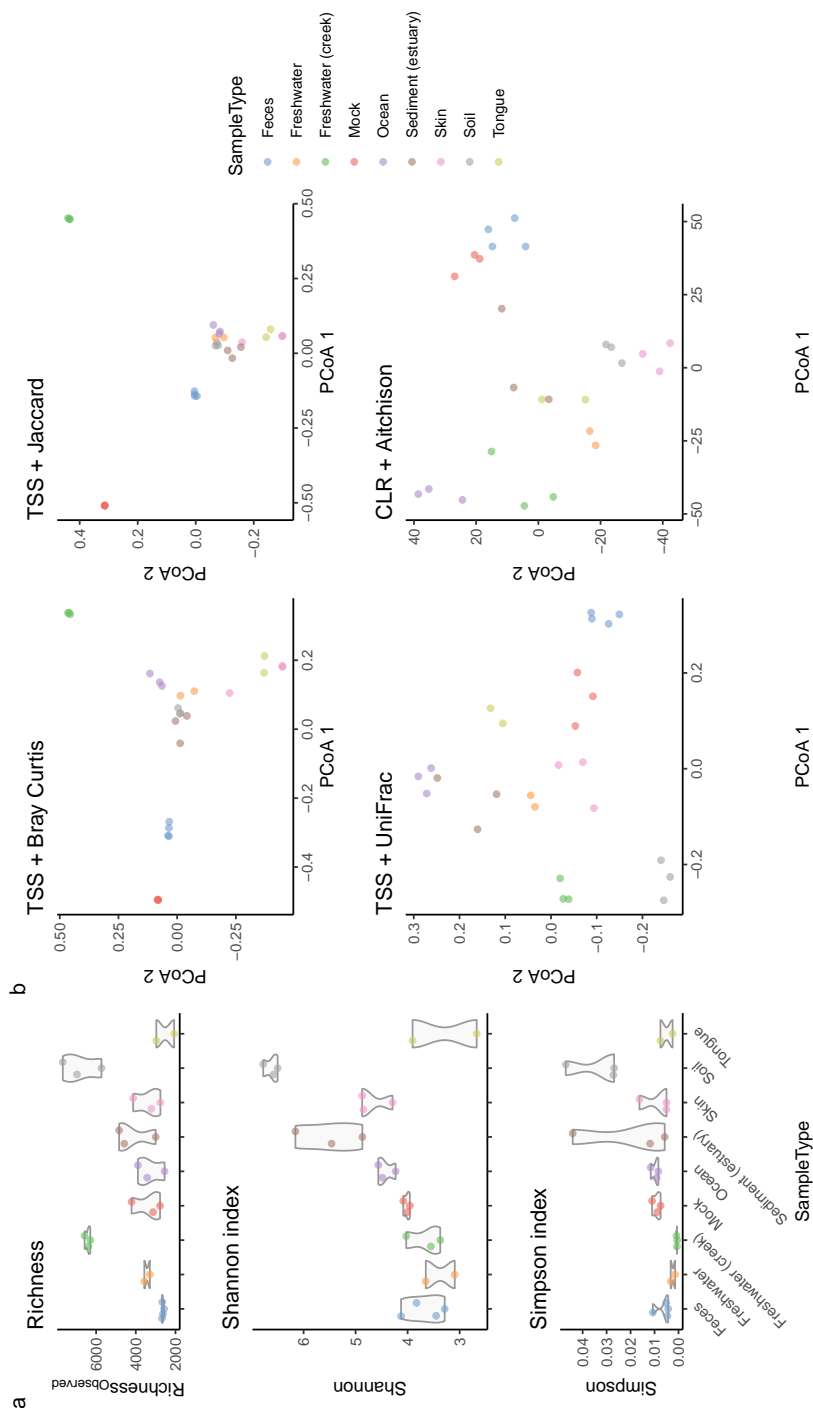 a
Richness
Richness Observed
6000
4000
2000
Shannon index
Shannon
6
5
4
3
Simpson index
Simpson
0.04
0.03
0.02
0.01
0.00
Feces
Freshwater
Freshwater (creek)
Mock
Ocean
Sediment (estuary)
Skin
Soil
Tongue
SampleType
b
TSS + Bray Curtis
PCoA 2
0.50
0.25
0.00
−0.25
−0.4
−0.2
0.0
0.2
PCoA 1
TSS + Jaccard
PCoA 2
0.4
0.2
0.0
−0.2
−0.50
−0.25
0.00
0.25
0.50
PCoA 1
TSS + UniFrac
PCoA 2
0.3
0.2
0.1
0.0
−0.1
−0.2
−0.2
0.0
0.2
PCoA 1
CLR + Aitchison
PCoA 2
40
20
0
−20
−40
−50
−25
0
25
50
PCoA 1
SampleType
Feces
Freshwater
Freshwater (creek)
Mock
Ocean
Sediment (estuary)
Skin
Soil
Tongue